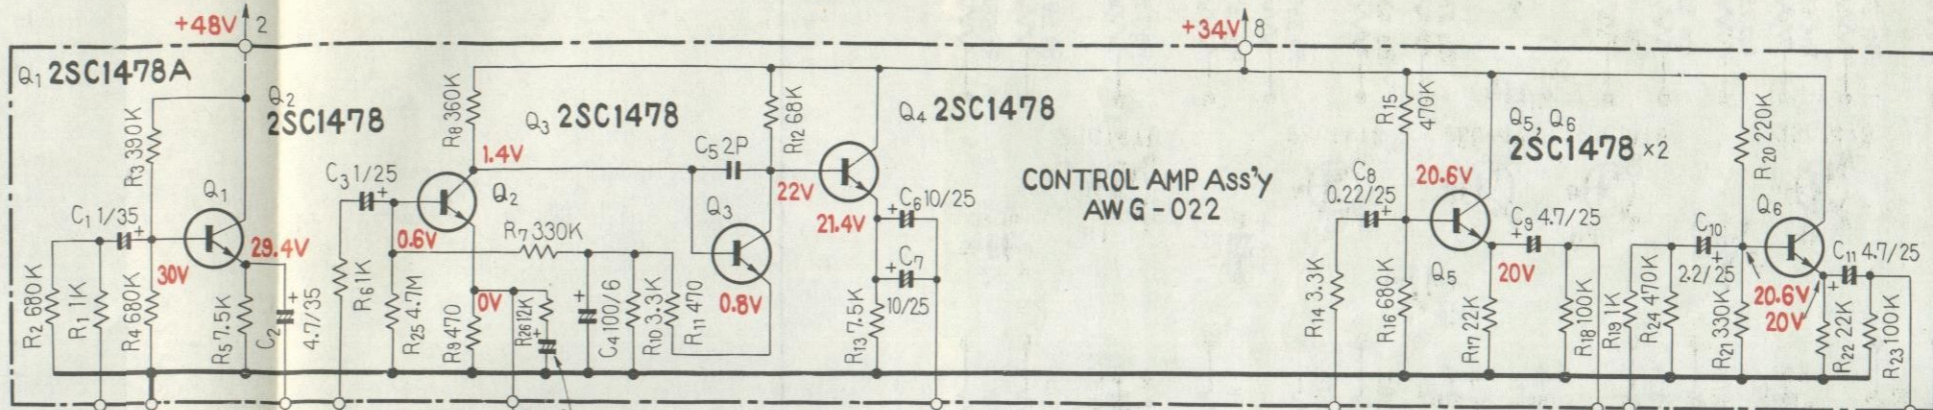 +48V 2
+34V 8
Q1 2SC1478A
Q2
2SC1478
Q3 2SC1478
Q4 2SC1478
Q5, Q6
2SC1478 ×2
CONTROL AMP Ass'y
AWG-022
R3 390K
C1 1/35
+
Q1
29.4V
30V
R2 680K
R1 1K
R4 680K
R5 7.5K
C2
+
4.7/35
C3 1/25
+
R8 360K
1.4V
Q2
0.6V
R6 1K
R25 4.7M
R7 330K
0V
R9 470
R26 12K
+
+
C4 100/6
R10 3.3K
R11 470
C5 2P
Q3
0.8V
R12 68K
22V
21.4V
+ C6 10/25
+ C7
10/25
R13 7.5K
R15
470K
C8
0.22/25
+
20.6V
Q5
+C9 4.7/25
20V
R14 3.3K
R16 680K
R17 22K
R18 100K
R19 1K
R24 470K
C10
+
2.2/25
R20 220K
R21 330K
Q6
20.6V
20V
C11 4.7/25
+
R22 22K
R23 100K